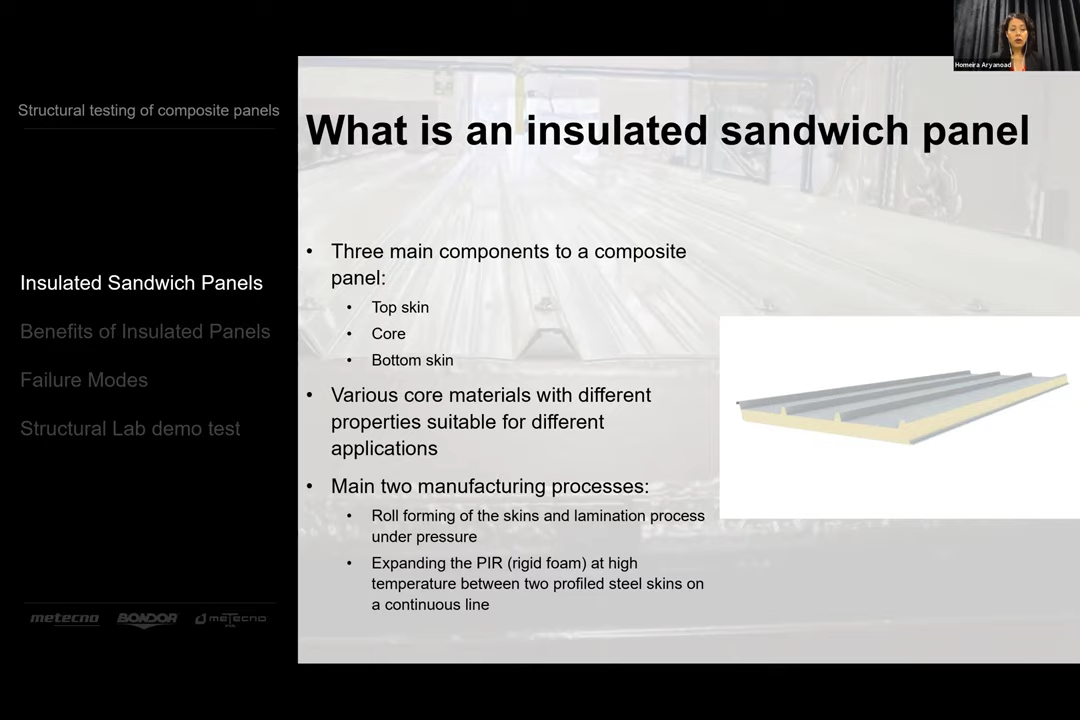 Homeira Aryanoad
Structural testing of composite panels
What is an insulated sandwich panel
Insulated Sandwich Panels
Benefits of Insulated Panels
Failure Modes
Structural Lab demo test
• Three main components to a composite
panel:
• Top skin
• Core
• Bottom skin
• Various core materials with different
properties suitable for different
applications
• Main two manufacturing processes:
• Roll forming of the skins and lamination process
under pressure
• Expanding the PIR (rigid foam) at high
temperature between two profiled steel skins on
a continuous line
metecno BONDOR metecno